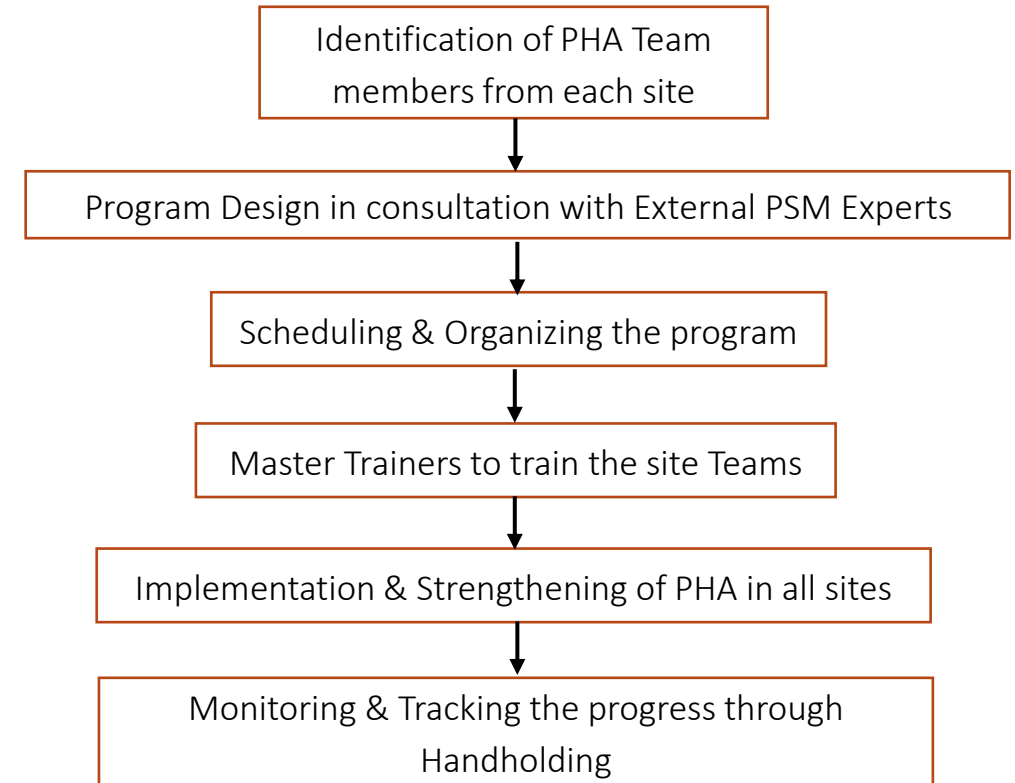 Identification of PHA Team
members from each site
Program Design in consultation with External PSM Experts
Scheduling & Organizing the program
Master Trainers to train the site Teams
Implementation & Strengthening of PHA in all sites
Monitoring & Tracking the progress through
Handholding